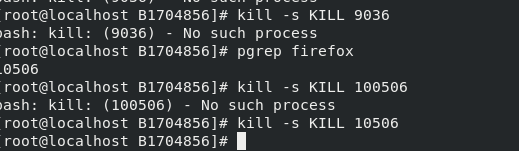 [root@localhost B1704856]# kill -s KILL 9036
bash: kill: (9036) - No such process
[root@localhost B1704856]# pgrep firefox
10506
[root@localhost B1704856]# kill -s KILL 100506
bash: kill: (100506) - No such process
[root@localhost B1704856]# kill -s KILL 10506
[root@localhost B1704856]#